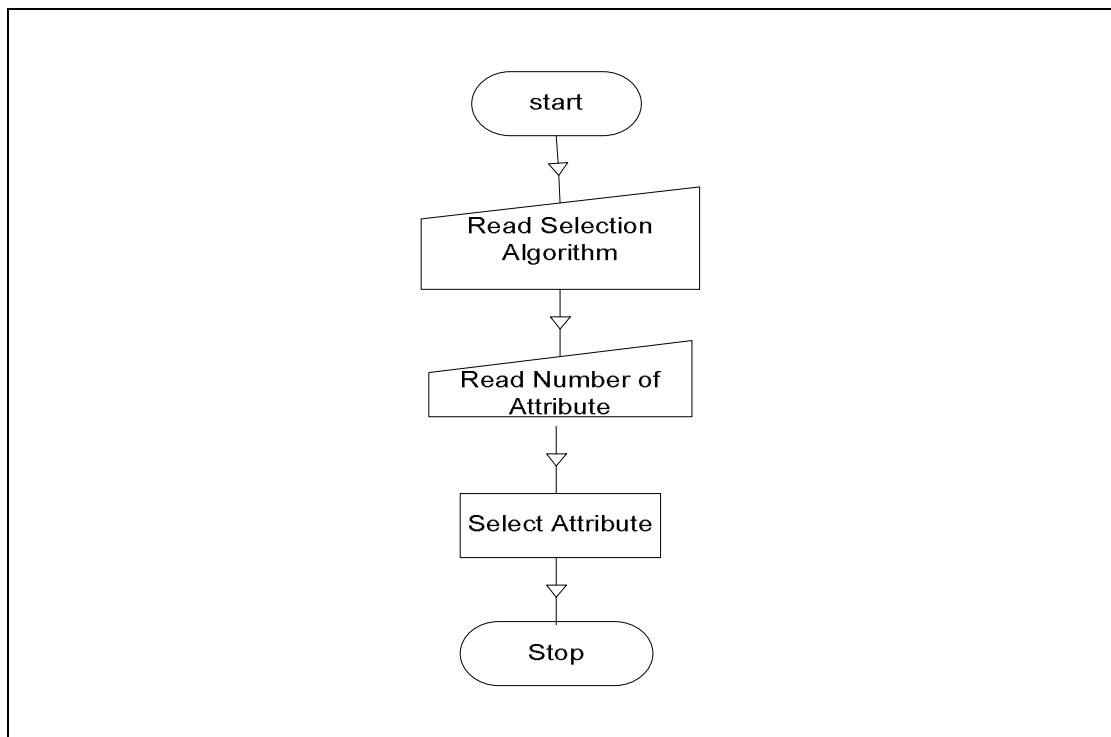 start
Read Selection
Algorithm
Read Number of
Attribute
Select Attribute
Stop